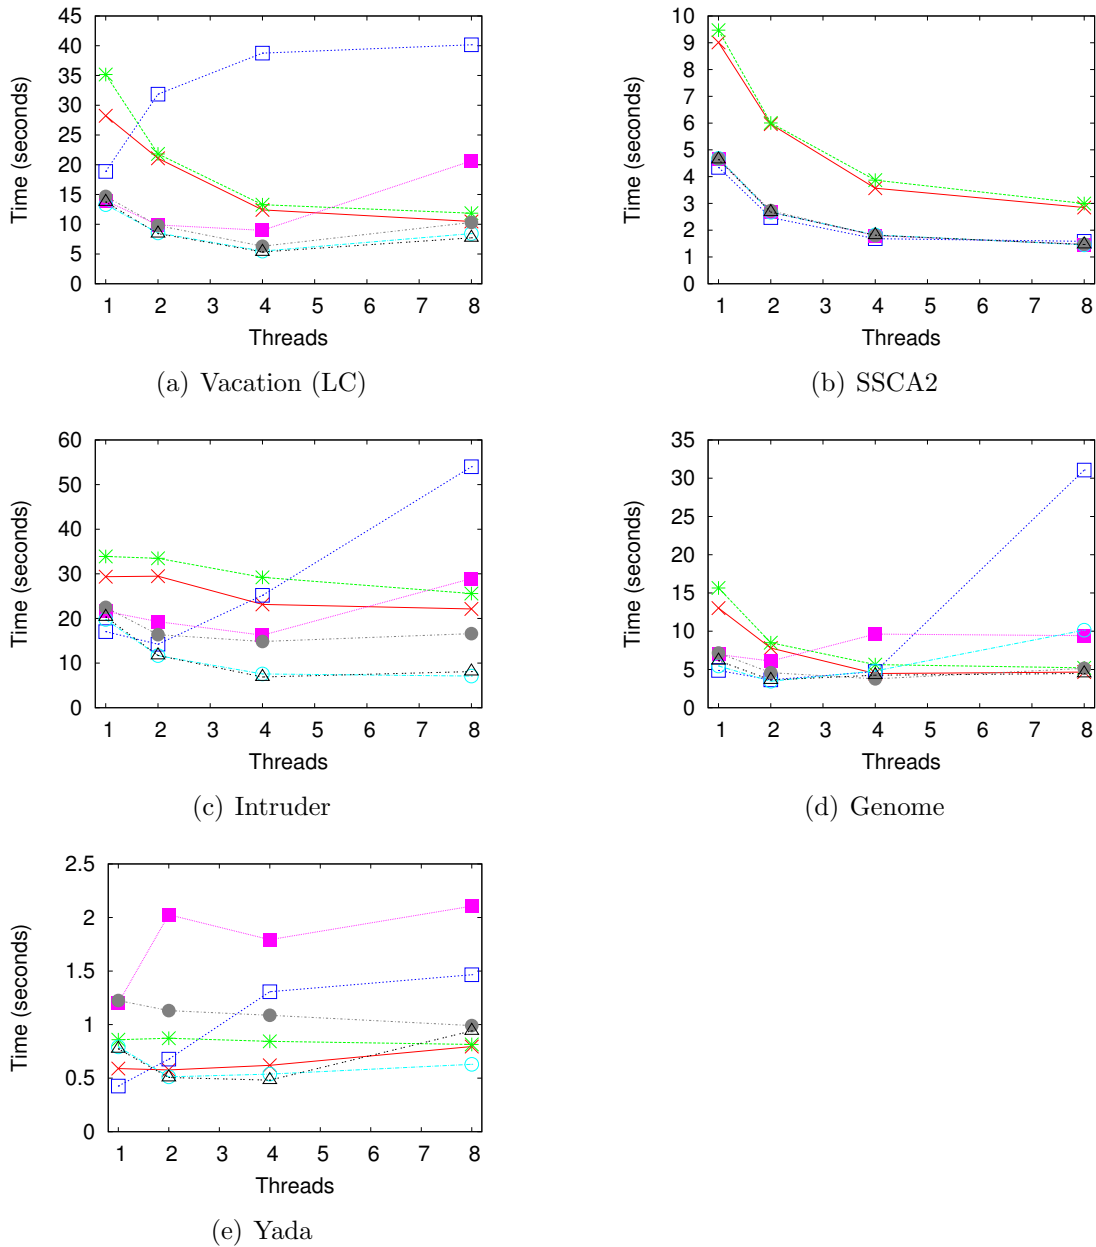 45
40
35
30
25
20
15
10
5
0
Time (seconds)
1 2 3 4 5 6 7 8
Threads
(a) Vacation (LC)
10
9
8
7
6
5
4
3
2
1
0
Time (seconds)
1 2 3 4 5 6 7 8
Threads
(b) SSCA2
60
50
40
30
20
10
0
Time (seconds)
1 2 3 4 5 6 7 8
Threads
(c) Intruder
35
30
25
20
15
10
5
0
Time (seconds)
1 2 3 4 5 6 7 8
Threads
(d) Genome
2.5
2
1.5
1
0.5
0
Time (seconds)
1 2 3 4 5 6 7 8
Threads
(e) Yada